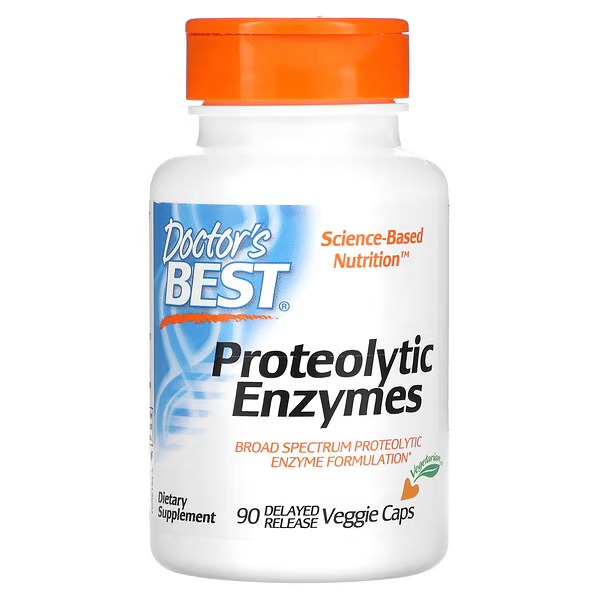 Doctor's
BEST®
Science-Based
Nutrition™
Proteolytic
Enzymes
BROAD SPECTRUM PROTEOLYTIC
ENZYME FORMULATION*
Vegetarian
Dietary
Supplement
90 DELAYED RELEASE Veggie Caps